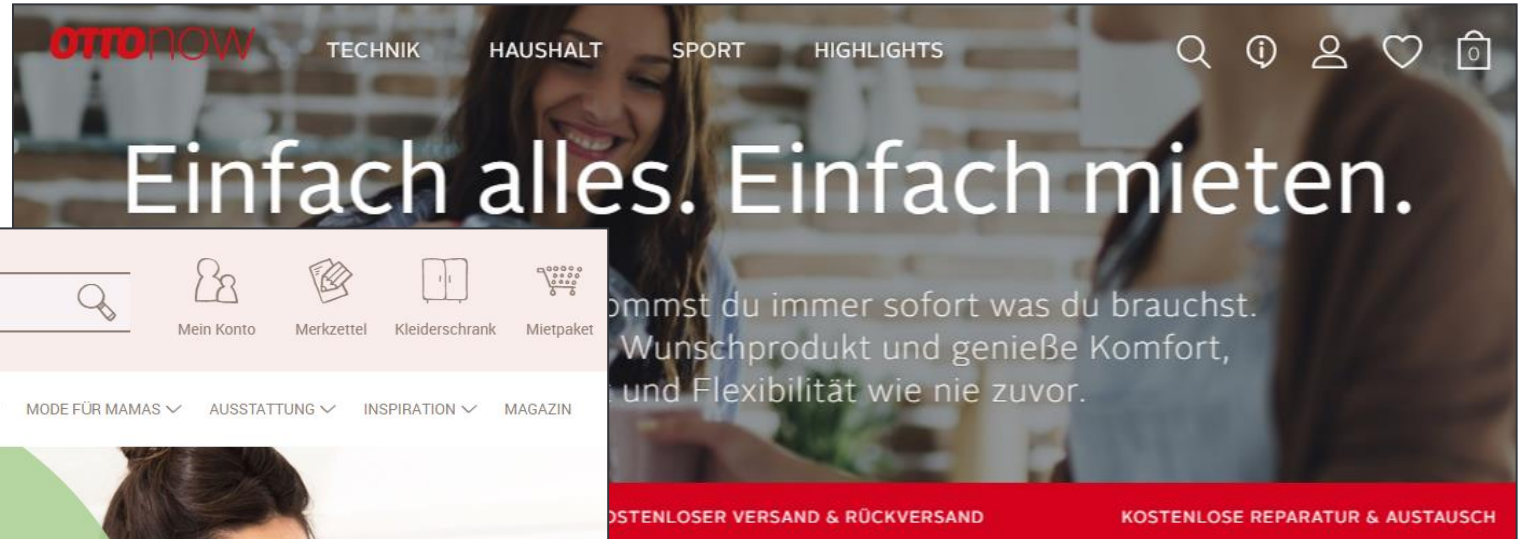 OTTONOW TECHNIK HAUSHALT SPORT HIGHLIGHTS 0
Einfach alles. Einfach mieten.
du immer sofort was du brauchst.
Wunschprodukt und genieße Komfort,
und Flexibilität wie nie zuvor.
VERSAND & RÜCKVERSAND KOSTENLOSE REPARATUR & AUSTAUSCH
Mein Konto Merkzettel Kleiderschrank Mietpaket
MODE FÜR MAMAS AUSSTATTUNG INSPIRATION MAGAZIN